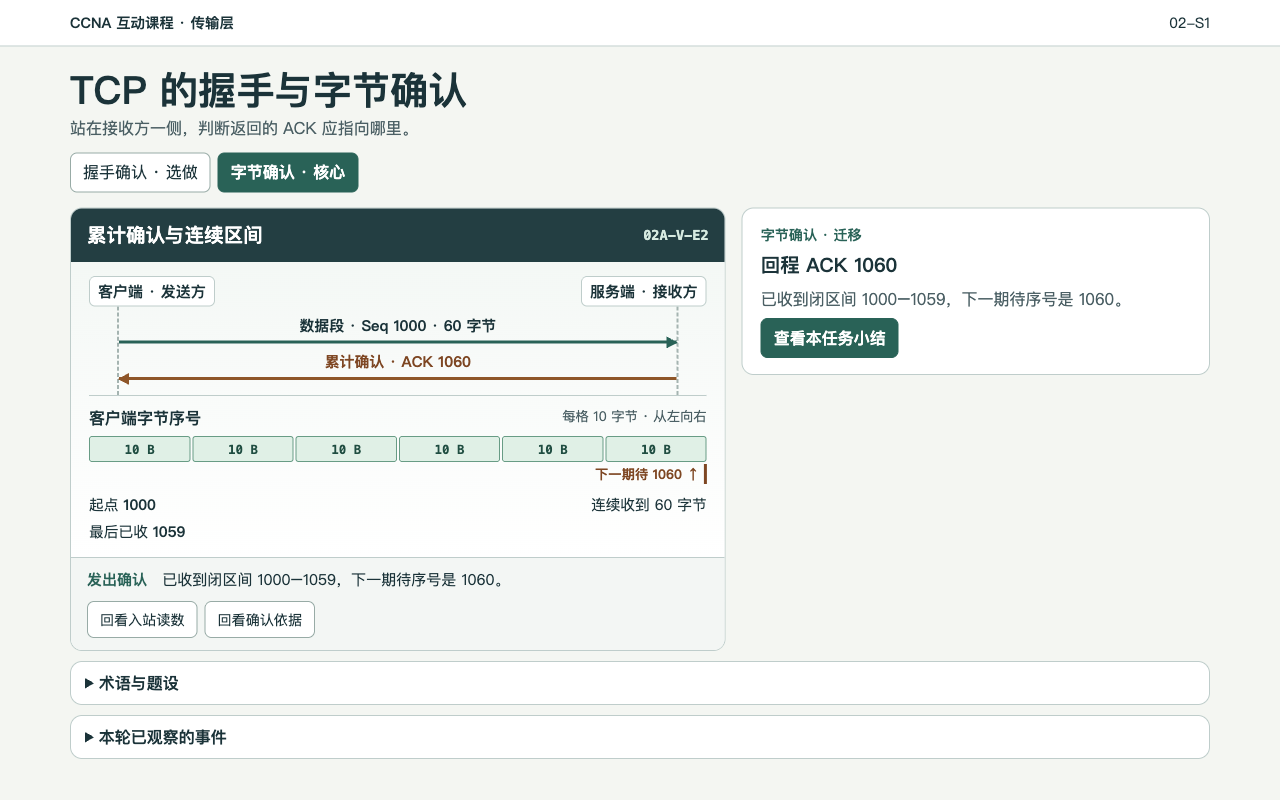 CCNA 互动课程 · 传输层
02–S1
TCP 的握手与字节确认
站在接收方一侧，判断返回的 ACK 应指向哪里。
握手确认 · 选做
字节确认 · 核心
累计确认与连续区间
02A–V–E2
客户端 · 发送方
服务端 · 接收方
数据段 · Seq 1000 · 60 字节
累计确认 · ACK 1060
客户端字节序号
每格 10 字节 · 从左向右
10 B
10 B
10 B
10 B
10 B
10 B
下一期待 1060 ↑
起点 1000
连续收到 60 字节
最后已收 1059
发出确认 已收到闭区间 1000–1059，下一期待序号是 1060。
回看入站读数
回看确认依据
字节确认 · 迁移
回程 ACK 1060
已收到闭区间 1000–1059，下一期待序号是 1060。
查看本任务小结
▶ 术语与题设
▶ 本轮已观察的事件